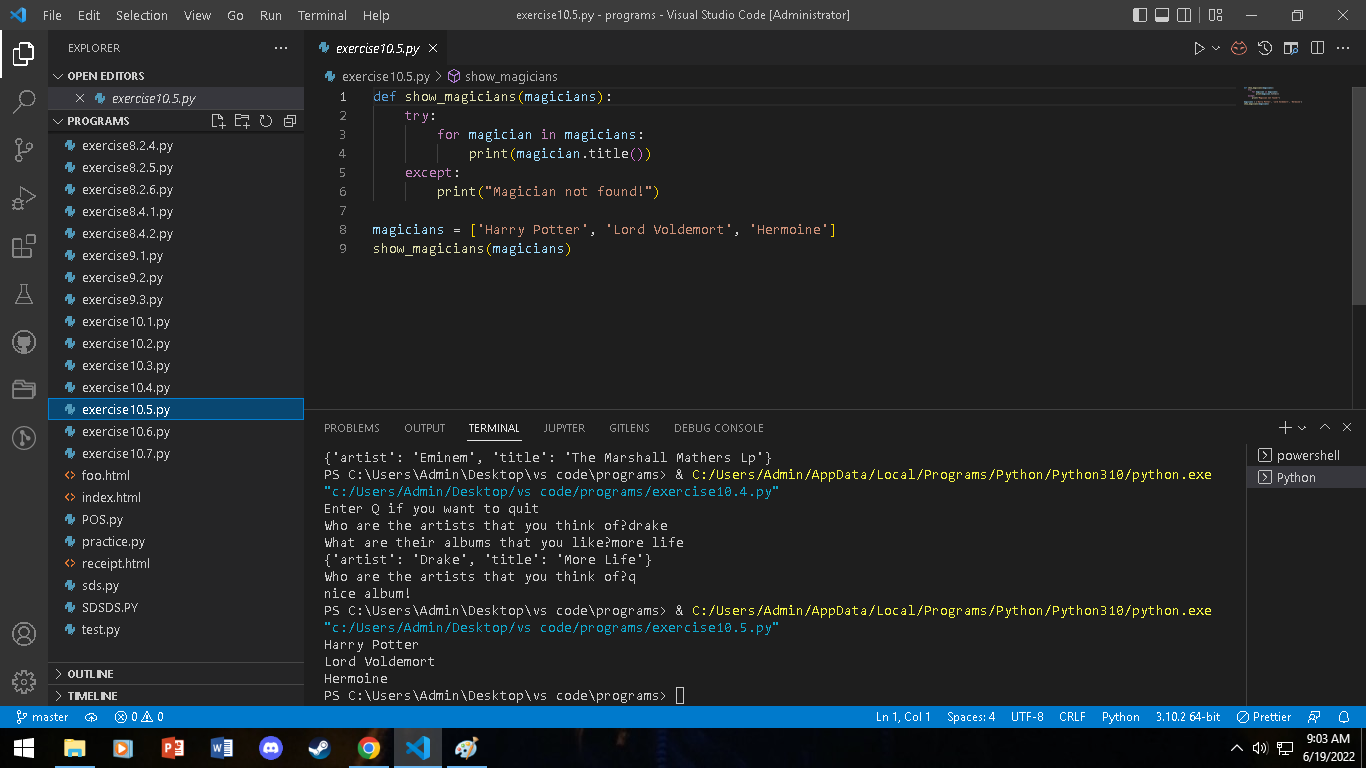 File Edit Selection View Go Run Terminal Help
exercise10.5.py - programs - Visual Studio Code [Administrator]
EXPLORER
OPEN EDITORS
exercise10.5.py
PROGRAMS
exercise8.2.4.py
exercise8.2.5.py
exercise8.2.6.py
exercise8.4.1.py
exercise8.4.2.py
exercise9.1.py
exercise9.2.py
exercise9.3.py
exercise10.1.py
exercise10.2.py
exercise10.3.py
exercise10.4.py
exercise10.5.py
exercise10.6.py
exercise10.7.py
foo.html
index.html
POS.py
practice.py
receipt.html
sds.py
SDSDS.PY
test.py
OUTLINE
TIMELINE
exercise10.5.py
exercise10.5.py > show_magicians
1 def show_magicians(magicians):
2     try:
3         for magician in magicians:
4             print(magician.title())
5     except:
6         print("Magician not found!")
7
8 magicians = ['Harry Potter', 'Lord Voldemort', 'Hermoine']
9 show_magicians(magicians)
PROBLEMS OUTPUT TERMINAL JUPYTER GITLENS DEBUG CONSOLE
{'artist': 'Eminem', 'title': 'The Marshall Mathers Lp'}
PS C:\Users\Admin\Desktop\vs code\programs> & C:/Users/Admin/AppData/Local/Programs/Python/Python310/python.exe
"c:/Users/Admin/Desktop/vs code/programs/exercise10.4.py"
Enter Q if you want to quit
Who are the artists that you think of?drake
What are their albums that you like?more life
{'artist': 'Drake', 'title': 'More Life'}
Who are the artists that you think of?q
nice album!
PS C:\Users\Admin\Desktop\vs code\programs> & C:/Users/Admin/AppData/Local/Programs/Python/Python310/python.exe
"c:/Users/Admin/Desktop/vs code/programs/exercise10.5.py"
Harry Potter
Lord Voldemort
Hermoine
PS C:\Users\Admin\Desktop\vs code\programs>
powershell
Python
master 0 0
Ln 1, Col 1 Spaces: 4 UTF-8 CRLF Python 3.10.2 64-bit Prettier
9:03 AM
6/19/2022